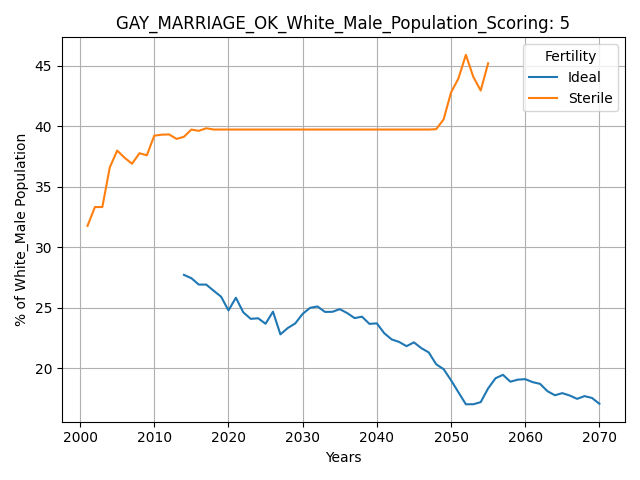 GAY_MARRIAGE_OK_White_Male_Population_Scoring: 5
Fertility
Ideal
Sterile
% of White_Male Population
45
40
35
30
25
20
2000
2010
2020
2030
2040
2050
2060
2070
Years